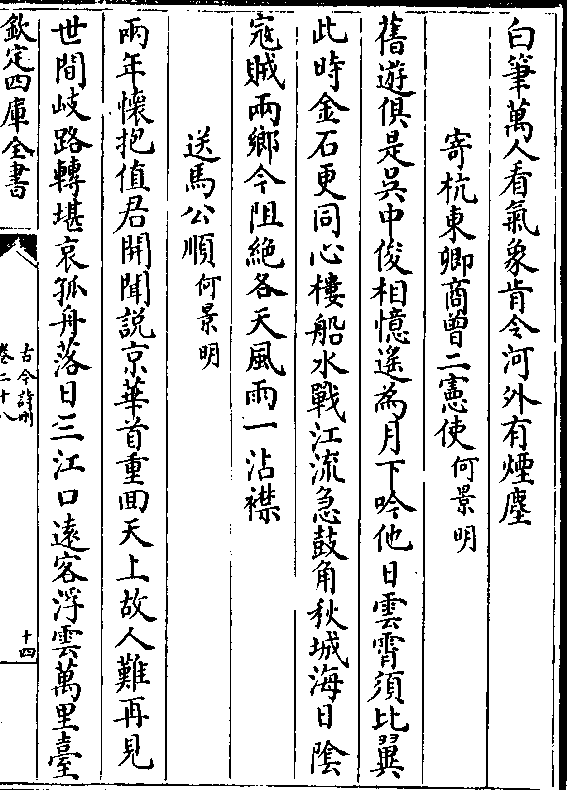 白筆萬人看氣象肯令河外有煙塵
寄杭東卿商曾二憲使何景明
舊遊俱是吳中俊相憶遙為月下吟他日雲霄須比翼
此時金石更同心樓船水戰江流急鼓角秋城海日陰
寇賊兩鄉今阻絕各天風雨一沾襟
送馬公順何景明
兩年懷抱值君開聞説京華首重回天上故人難再見
世間岐路轉堪哀孤舟落日三江口遠客浮雲萬里臺
欽定四庫全書
古今詩刪
卷二十八
十四